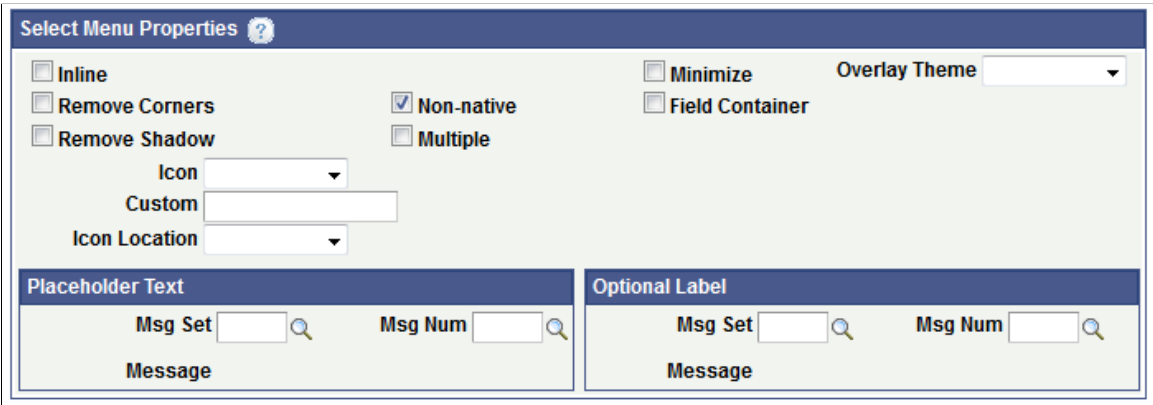 Select Menu Properties ?
Inline Minimize Overlay Theme
Remove Corners Non-native Field Container
Remove Shadow Multiple
Icon
Custom
Icon Location
Placeholder Text Optional Label
Msg Set Msg Num Msg Set Msg Num
Message Message